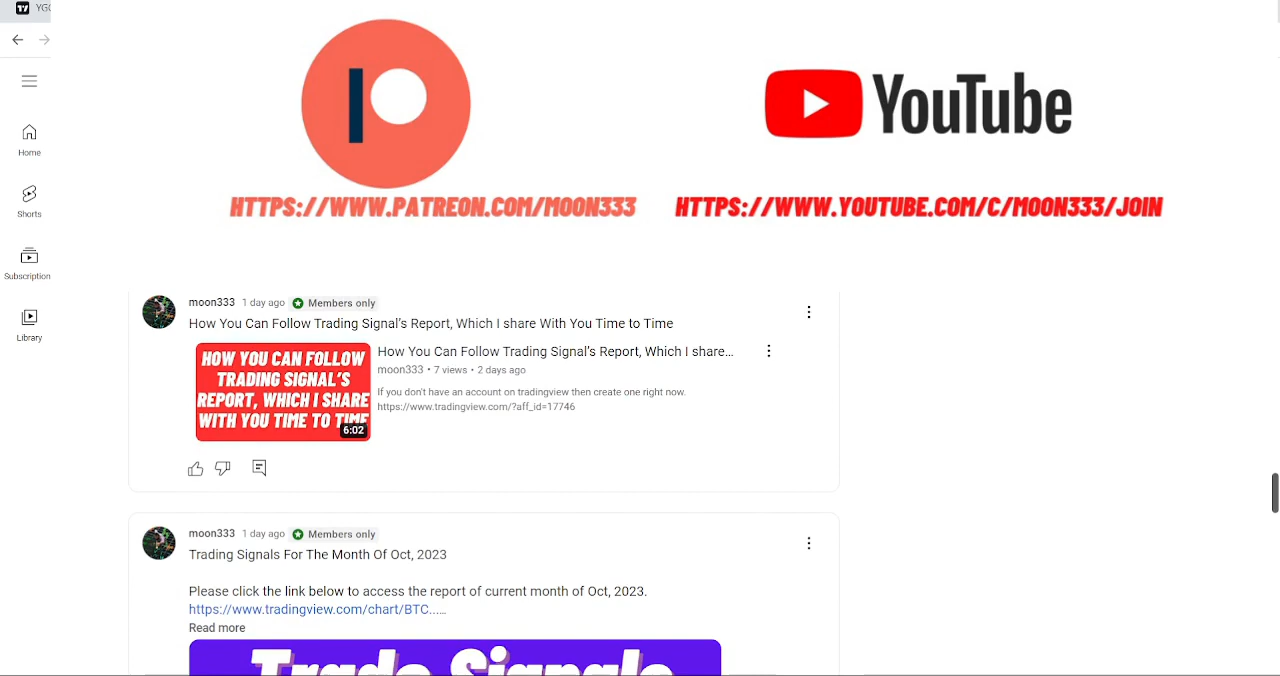 YGG
YouTube
HTTPS://WWW.PATREON.COM/MOON333
HTTPS://WWW.YOUTUBE.COM/C/MOON333/JOIN
Home
Shorts
Subscription
Library
moon333 1 day ago Members only
How You Can Follow Trading Signal’s Report, Which I share With You Time to Time
HOW YOU CAN FOLLOW
TRADING SIGNAL’S
REPORT, WHICH I SHARE
WITH YOU TIME TO TIME
6:02
How You Can Follow Trading Signal’s Report, Which I share...
moon333 • 7 views • 2 days ago
If you don't have an account on tradingview then create one right now.
https://www.tradingview.com/?aff_id=17746
moon333 1 day ago Members only
Trading Signals For The Month Of Oct, 2023
Please click the link below to access the report of current month of Oct, 2023.
https://www.tradingview.com/chart/BTC......
Read more
Trade Signals